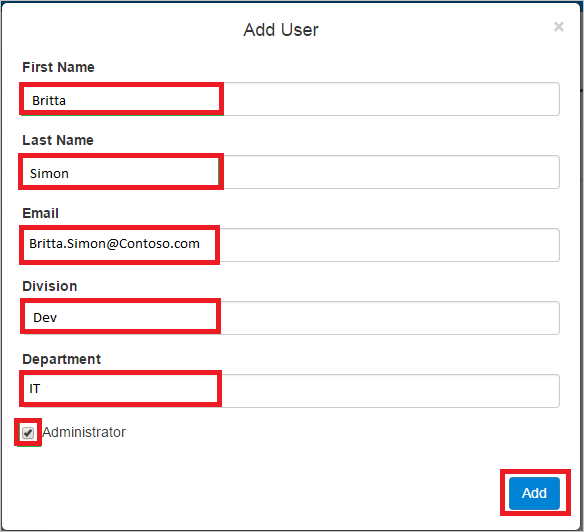 Add User
×
First Name
Britta
Last Name
Simon
Email
Britta.Simon@Contoso.com
Division
Dev
Department
IT
Administrator
Add